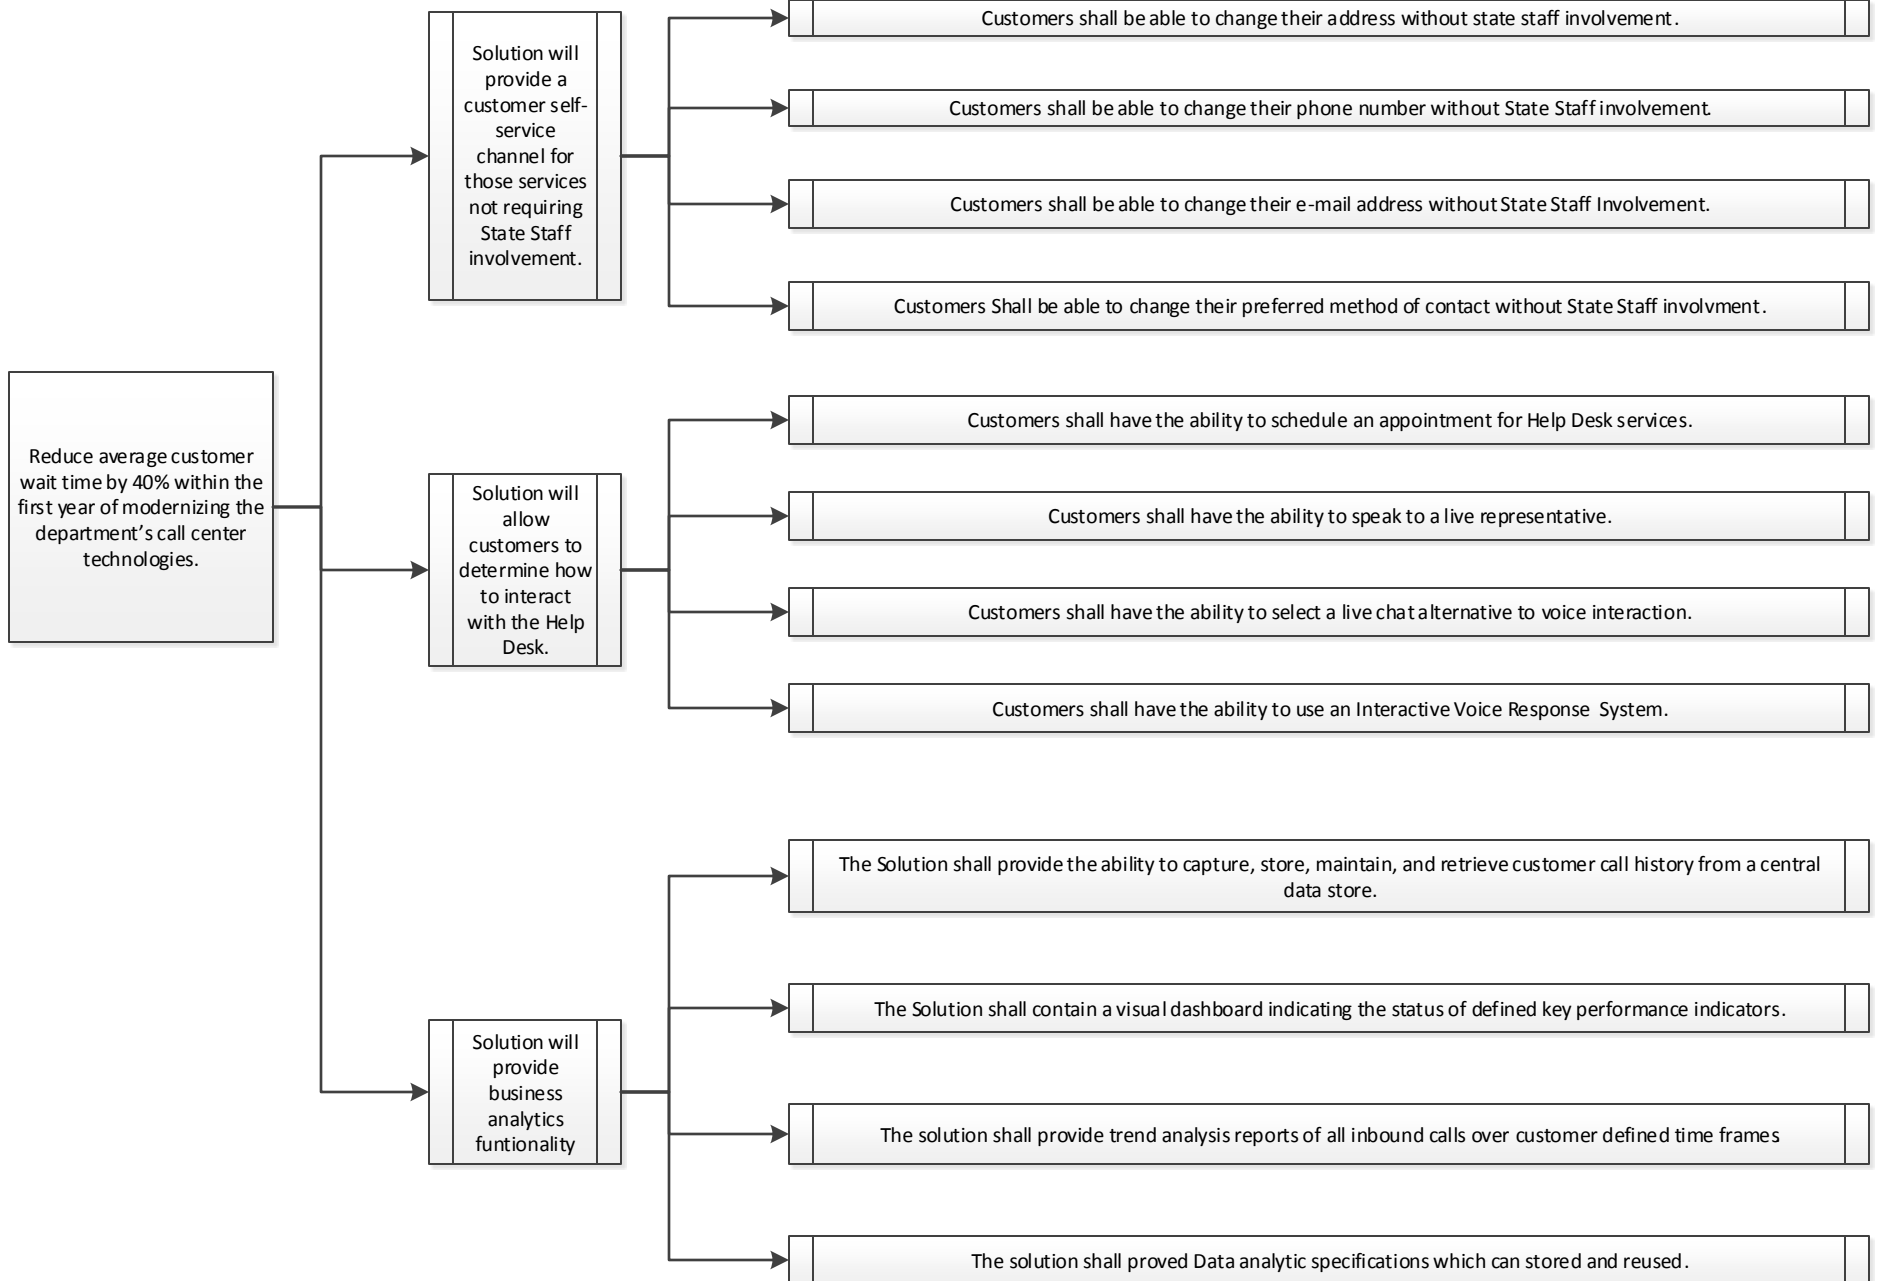 Customers shall be able to change their address without state staff involvement.
Solution will
provide a
customer self-
service
channel for
those services
not requiring
State Staff
involvement.
Customers shall be able to change their phone number without State Staff involvement.
Customers shall be able to change their e-mail address without State Staff Involvement.
Customers Shall be able to change their preferred method of contact without State Staff involvment.
Reduce average customer
wait time by 40% within the
first year of modernizing the
department’s call center
technologies.
Solution will
allow
customers to
determine how
to interact
with the Help
Desk.
Customers shall have the ability to schedule an appointment for Help Desk services.
Customers shall have the ability to speak to a live representative.
Customers shall have the ability to select a live chat alternative to voice interaction.
Customers shall have the ability to use an Interactive Voice Response System.
Solution will
provide
business
analytics
funtionality
The Solution shall provide the ability to capture, store, maintain, and retrieve customer call history from a central
data store.
The Solution shall contain a visual dashboard indicating the status of defined key performance indicators.
The solution shall provide trend analysis reports of all inbound calls over customer defined time frames
The solution shall proved Data analytic specifications which can stored and reused.